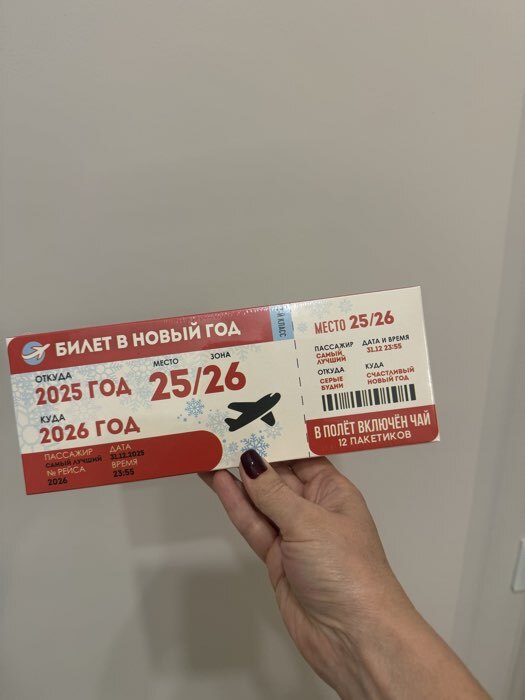 БИЛЕТ В НОВЫЙ ГОД
ОТКУДА
2025 ГОД
МЕСТО
ЗОНА
25/26
КУДА
2026 ГОД
ПАССАЖИР
САМЫЙ ЛУЧШИЙ
№ РЕЙСА
2026
ДАТА
31.12.2025
ВРЕМЯ
23:55
КЛАСС
МЕСТО 25/26
ПАССАЖИР
САМЫЙ
ЛУЧШИЙ
ДАТА И ВРЕМЯ
31.12 23:55
ОТКУДА
СЕРЫЕ
БУДНИ
КУДА
СЧАСТЛИВЫЙ
НОВЫЙ ГОД
В ПОЛЁТ ВКЛЮЧЁН ЧАЙ
12 ПАКЕТИКОВ